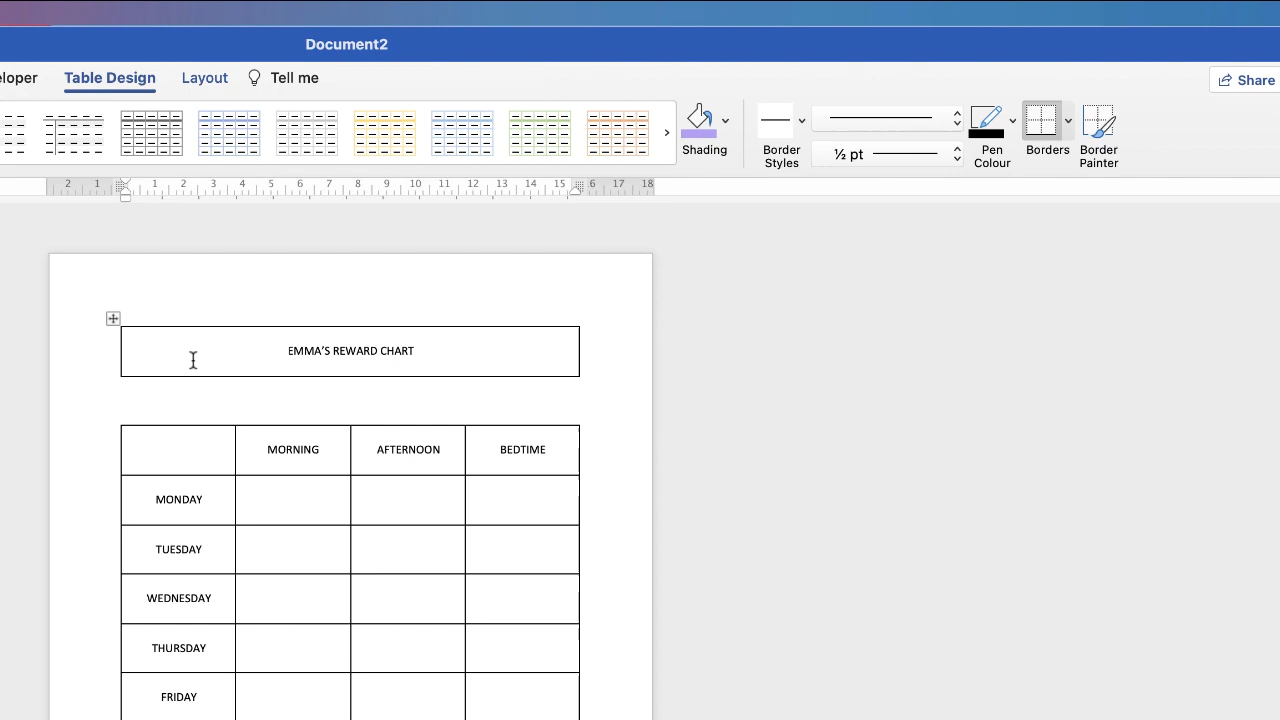 Document2
eloper Table Design Layout Tell me Share
Shading Border Styles ½ pt Pen Colour Borders Border Painter
2 1 1 2 3 4 5 6 7 8 9 10 11 12 13 14 15 6 17 18
EMMA'S REWARD CHART
MORNING AFTERNOON BEDTIME
MONDAY
TUESDAY
WEDNESDAY
THURSDAY
FRIDAY